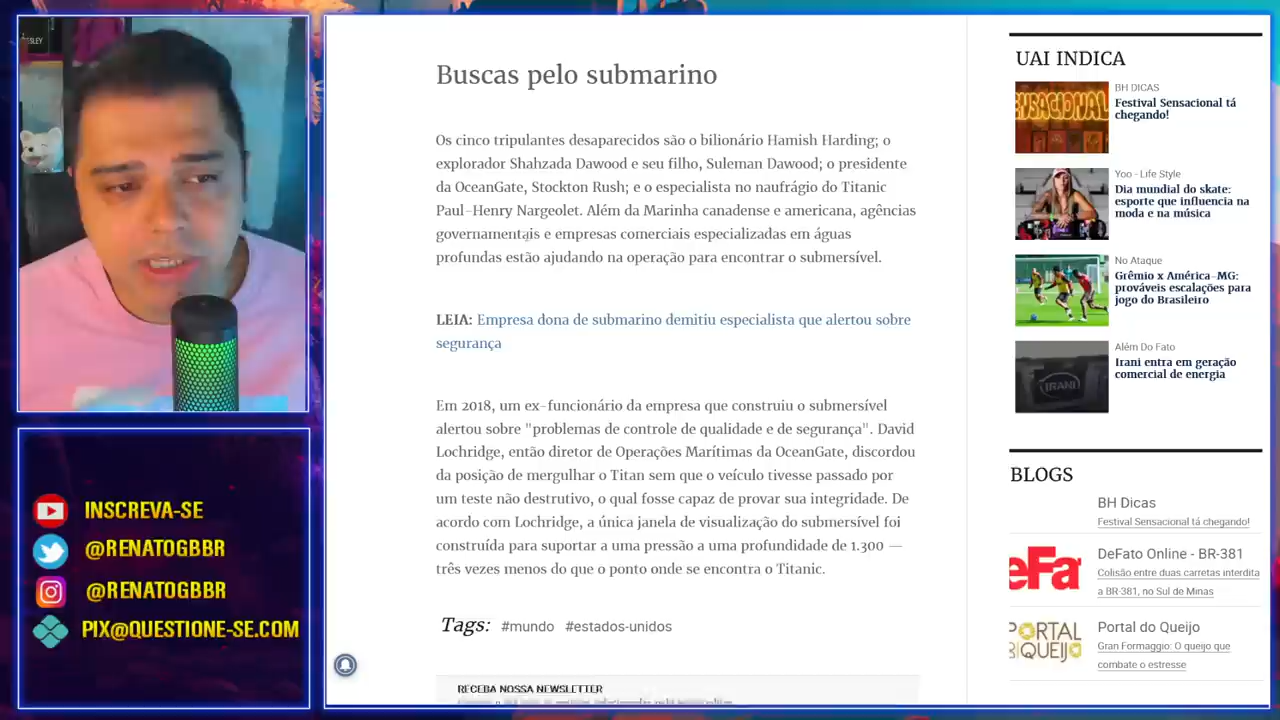 Buscas pelo submarino
Os cinco tripulantes desaparecidos são o bilionário Hamish Harding; o
explorador Shahzada Dawood e seu filho, Suleman Dawood; o presidente
da OceanGate, Stockton Rush; e o especialista no naufrágio do Titanic
Paul-Henry Nargeolet. Além da Marinha canadense e americana, agências
governamentais e empresas comerciais especializadas em águas
profundas estão ajudando na operação para encontrar o submersível.
LEIA: Empresa dona de submarino demitiu especialista que alertou sobre
segurança
Em 2018, um ex-funcionário da empresa que construiu o submersível
alertou sobre "problemas de controle de qualidade e de segurança". David
Lochridge, então diretor de Operações Marítimas da OceanGate, discordou
da posição de mergulhar o Titan sem que o veículo tivesse passado por
um teste não destrutivo, o qual fosse capaz de provar sua integridade. De
acordo com Lochridge, a única janela de visualização do submersível foi
construída para suportar a uma pressão a uma profundidade de 1.300 —
três vezes menos do que o ponto onde se encontra o Titanic.
Tags: #mundo #estados-unidos
RECEBA NOSSA NEWSLETTER
UAI INDICA
BH DICAS
Festival Sensacional tá
chegando!
Yoo - Life Style
Dia mundial do skate:
esporte que influencia na
moda e na música
No Ataque
Grêmio x América-MG:
prováveis escalações para
jogo do Brasileiro
Além Do Fato
Irani entra em geração
comercial de energia
IRANI
BLOGS
BH Dicas
Festival Sensacional tá chegando!
DeFato Online - BR-381
Colisão entre duas carretas interdita
a BR-381, no Sul de Minas
Portal do Queijo
Gran Formaggio: O queijo que
combate o estresse
INSCREVA-SE
@RENATOGBBR
@RENATOGBBR
PIX@QUESTIONE-SE.COM